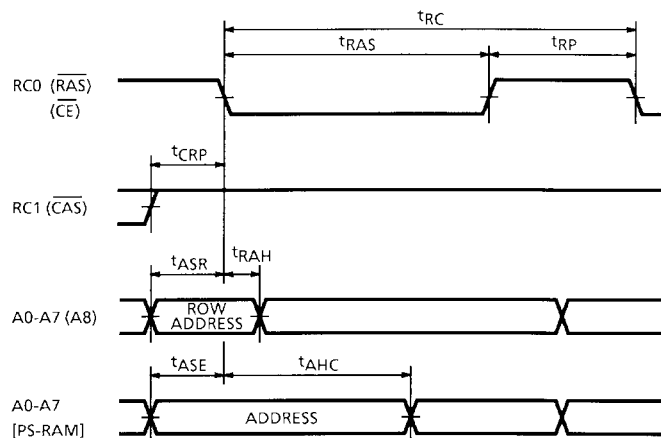 tRC
tRAS
tRP
RC0 (RAS)
(CE)
tCRP
RC1 (CAS)
tASR
tRAH
A0-A7 (A8)
ROW
ADDRESS
tASE
tAHC
A0-A7
[PS-RAM]
ADDRESS